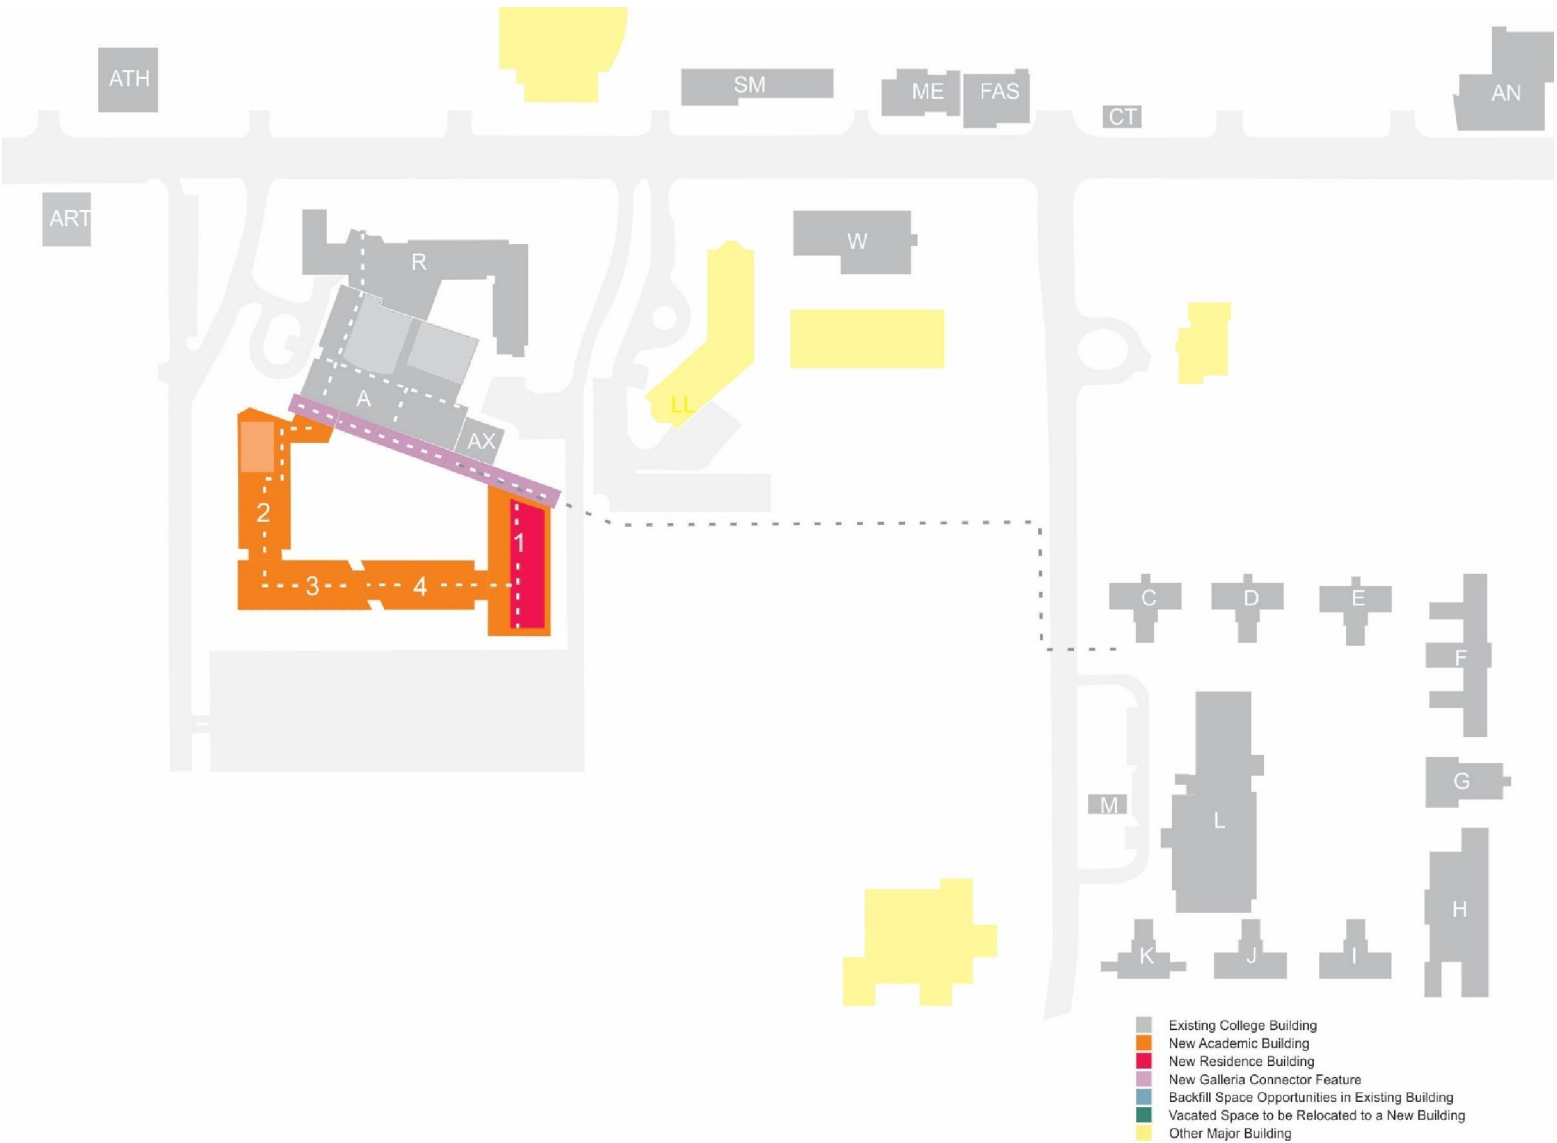 ATH
SM
ME
FAS
CT
AN
ART
R
W
A
AX
LL
2
1
3
4
C
D
E
F
G
M
L
H
K
J
I
Existing College Building
New Academic Building
New Residence Building
New Galleria Connector Feature
Backfill Space Opportunities in Existing Building
Vacated Space to be Relocated to a New Building
Other Major Building